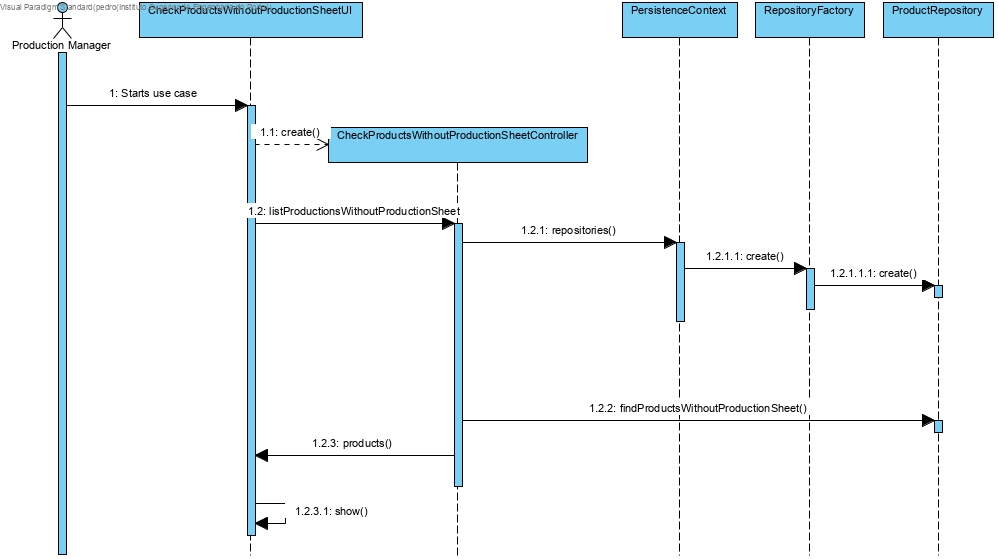 Visual Paradigm Standard(pedro(Instituto
CheckProductsWithoutProductionSheetUI
PersistenceContext
RepositoryFactory
ProductRepository
Production Manager
1: Starts use case
1.1: create()
CheckProductsWithoutProductionSheetController
1.2: listProductionsWithoutProductionSheet
1.2.1: repositories()
1.2.1.1: create()
1.2.1.1.1: create()
1.2.2: findProductsWithoutProductionSheet()
1.2.3: products()
1.2.3.1: show()